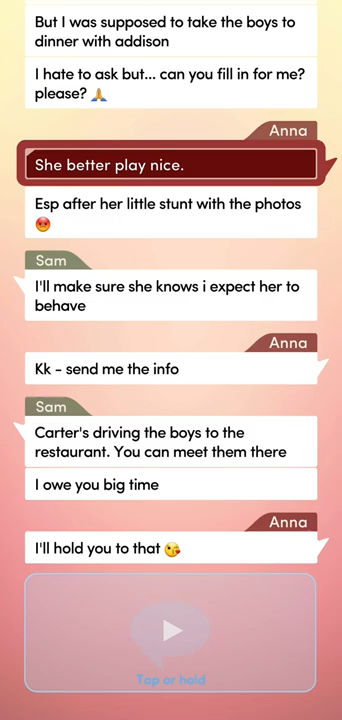 But I was supposed to take the boys to
dinner with addison
I hate to ask but... can you fill in for me?
please? 🙏
Anna
She better play nice.
Esp after her little stunt with the photos
😡
Sam
I'll make sure she knows i expect her to
behave
Anna
Kk - send me the info
Sam
Carter's driving the boys to the
restaurant. You can meet them there
I owe you big time
Anna
I'll hold you to that 😘
Tap or hold